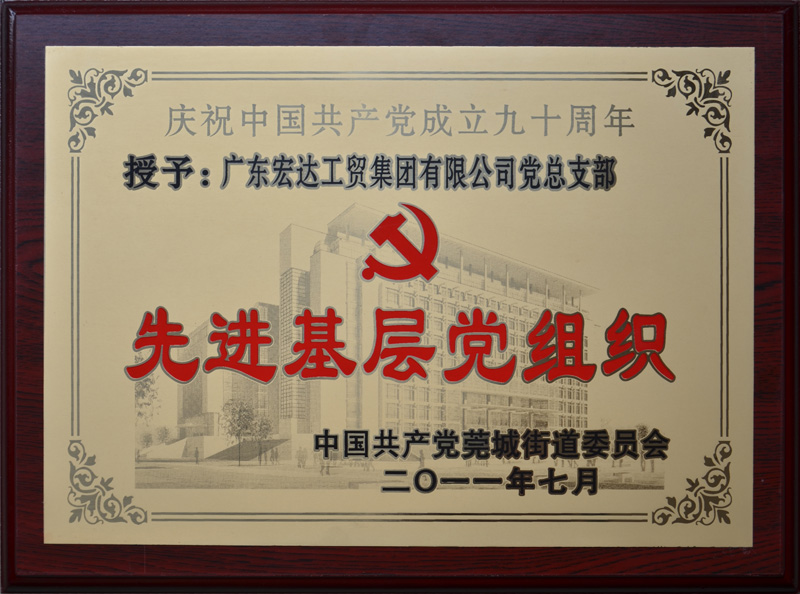 庆祝中国共产党成立九十周年
授予：广东宏达工贸集团有限公司党总支部
先进基层党组织
中国共产党莞城街道委员会
二〇一一年七月